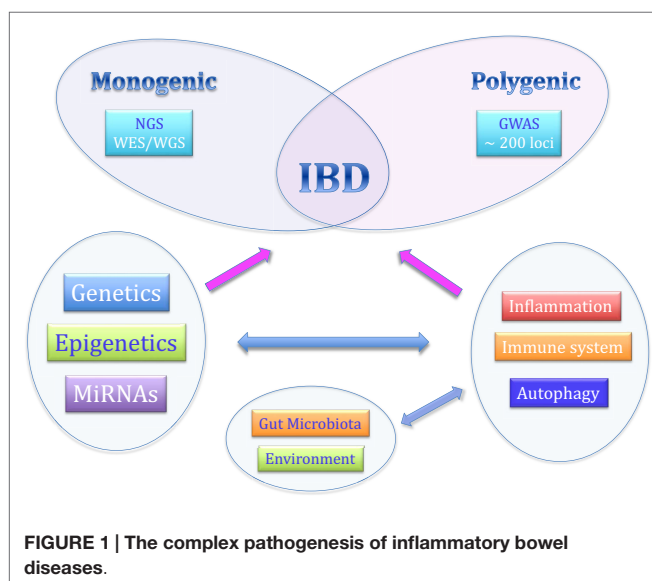 Monogenic
Polygenic
NGS
WES/WGS
GWAS
~ 200 loci
IBD
Genetics
Epigenetics
MiRNAs
Inflammation
Immune system
Autophagy
Gut Microbiota
Environment
FIGURE 1 | The complex pathogenesis of inflammatory bowel
diseases.